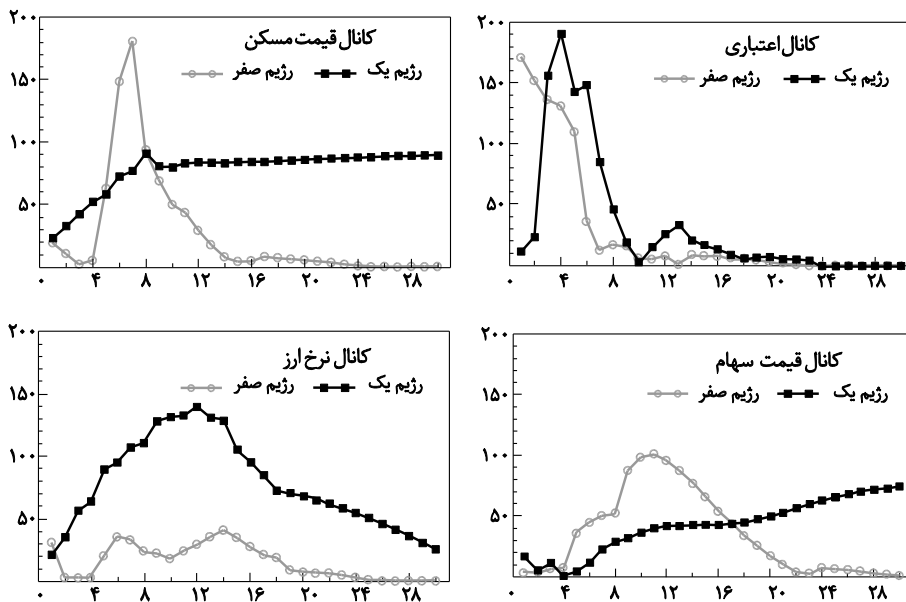 کانال قیمت مسکن
رژیم یک رژیم صفر
۲۰۰
۱۵۰
۱۰۰
۵۰
۰ ۴ ۸ ۱۲ ۱۶ ۲۰ ۲۴ ۲۸
کانال اعتباری
رژیم یک رژیم صفر
۲۰۰
۱۵۰
۱۰۰
۵۰
۰ ۴ ۸ ۱۲ ۱۶ ۲۰ ۲۴ ۲۸
کانال نرخ ارز
رژیم یک رژیم صفر
۲۰۰
۱۵۰
۱۰۰
۵۰
۰ ۴ ۸ ۱۲ ۱۶ ۲۰ ۲۴ ۲۸
کانال قیمت سهام
رژیم یک رژیم صفر
۲۰۰
۱۵۰
۱۰۰
۵۰
۰ ۴ ۸ ۱۲ ۱۶ ۲۰ ۲۴ ۲۸